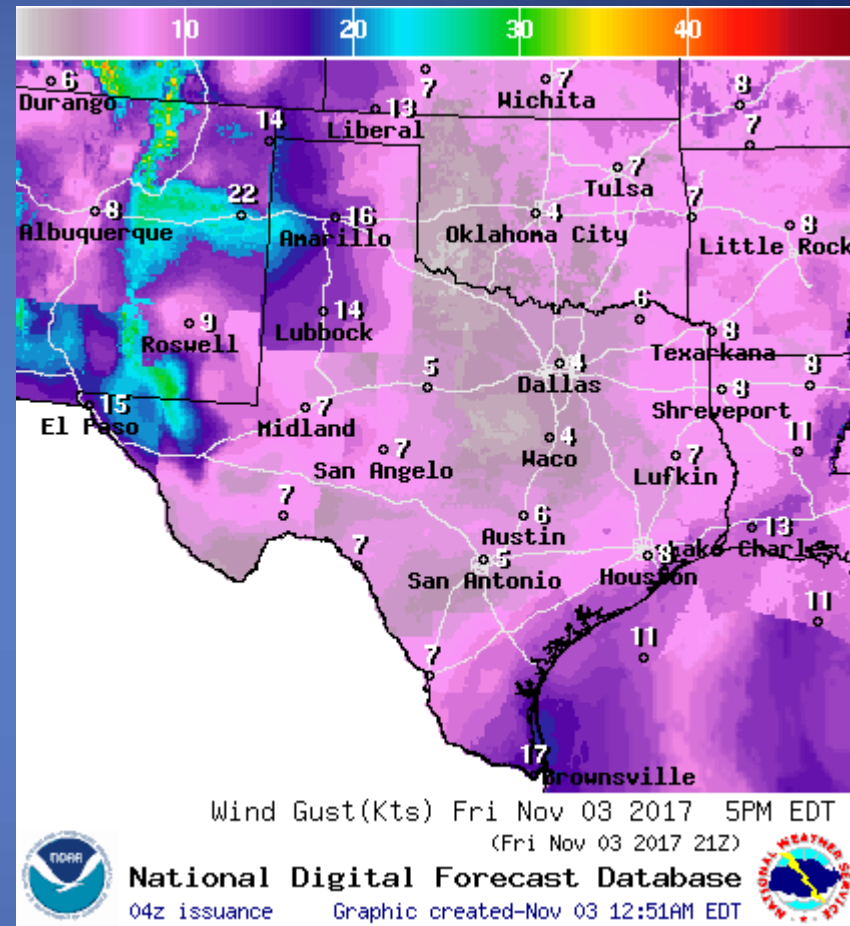 10 20 30 40
6 7 7 8
Durango 13 Wichita
Liberal
14 7
7
Tulsa
8 22 16 4 7 8
Albuquerque Amarillo Oklahoma City Little Rock
9 14 6
Roswell Lubbock 8
Texarkana
5 4 8 8
Dallas
15 7 Shreveport
El Paso Midland
7 4 7 11
San Angelo Waco Lufkin
7 6 13
Austin
7 5 8 Lake Charles
San Antonio Houston
11
11
7
17
Brownsville
Wind Gust(Kts) Fri Nov 03 2017 5PM EDT
(Fri Nov 03 2017 21Z)
NOAA
National Digital Forecast Database
04z issuance Graphic created-Nov 03 12:51AM EDT
NATIONAL WEATHER SERVICE